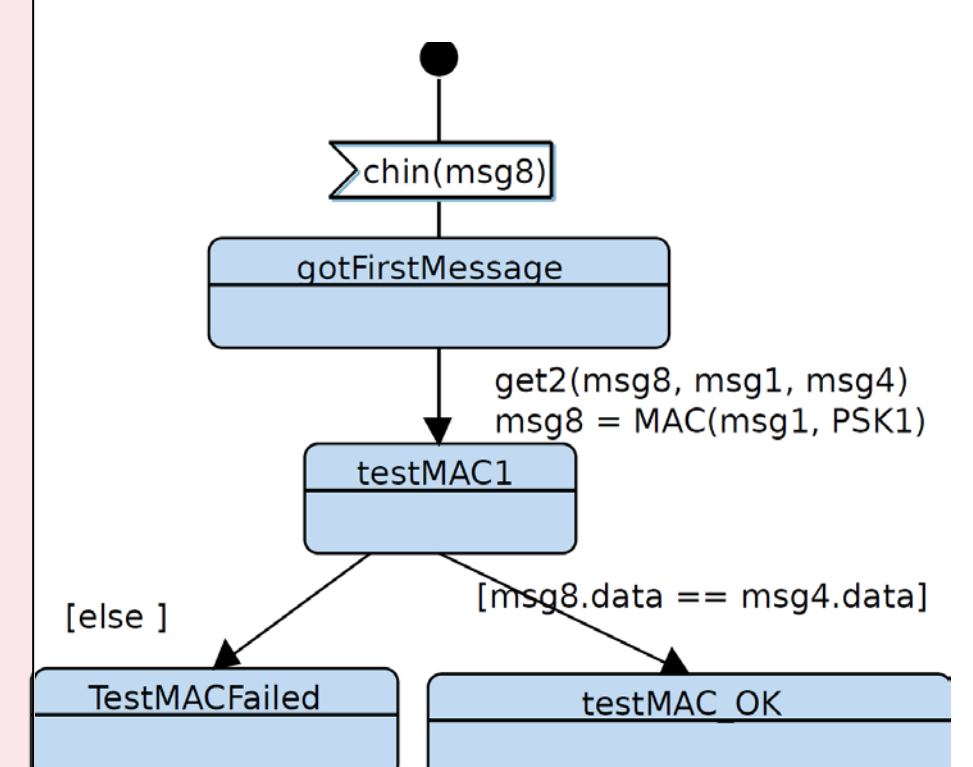 chin(msg8)
gotFirstMessage
get2(msg8, msg1, msg4)
msg8 = MAC(msg1, PSK1)
testMAC1
[else ]
[msg8.data == msg4.data]
TestMACFailed
testMAC_OK